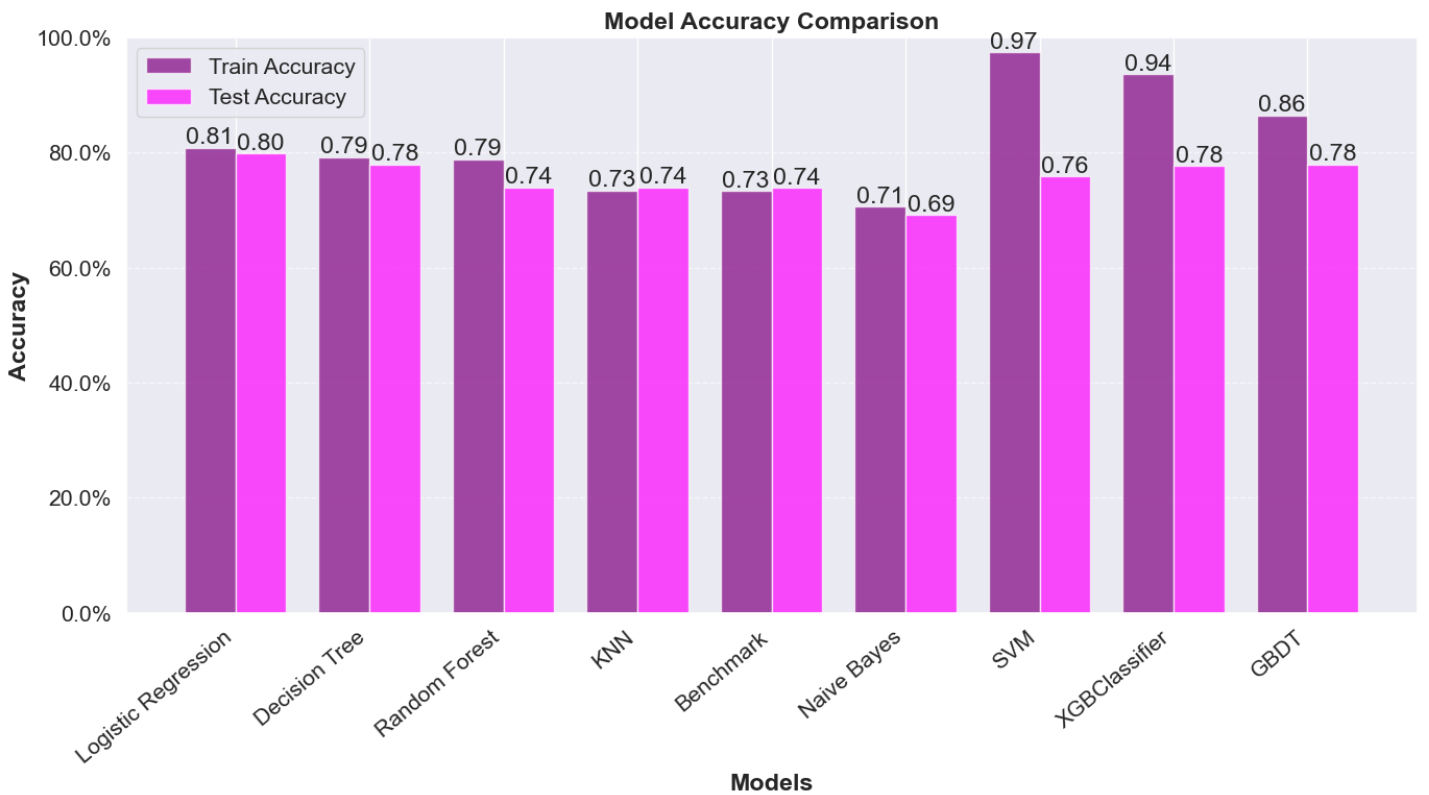 Model Accuracy Comparison
100.0%
80.0%
60.0%
40.0%
20.0%
0.0%
Accuracy
Train Accuracy
Test Accuracy
0.81 0.80
0.79 0.78
0.79 0.74
0.73 0.74
0.73 0.74
0.71 0.69
0.97 0.76
0.94 0.78
0.86 0.78
Logistic Regression
Decision Tree
Random Forest
KNN
Benchmark
Naive Bayes
SVM
XGBClassifier
GBDT
Models